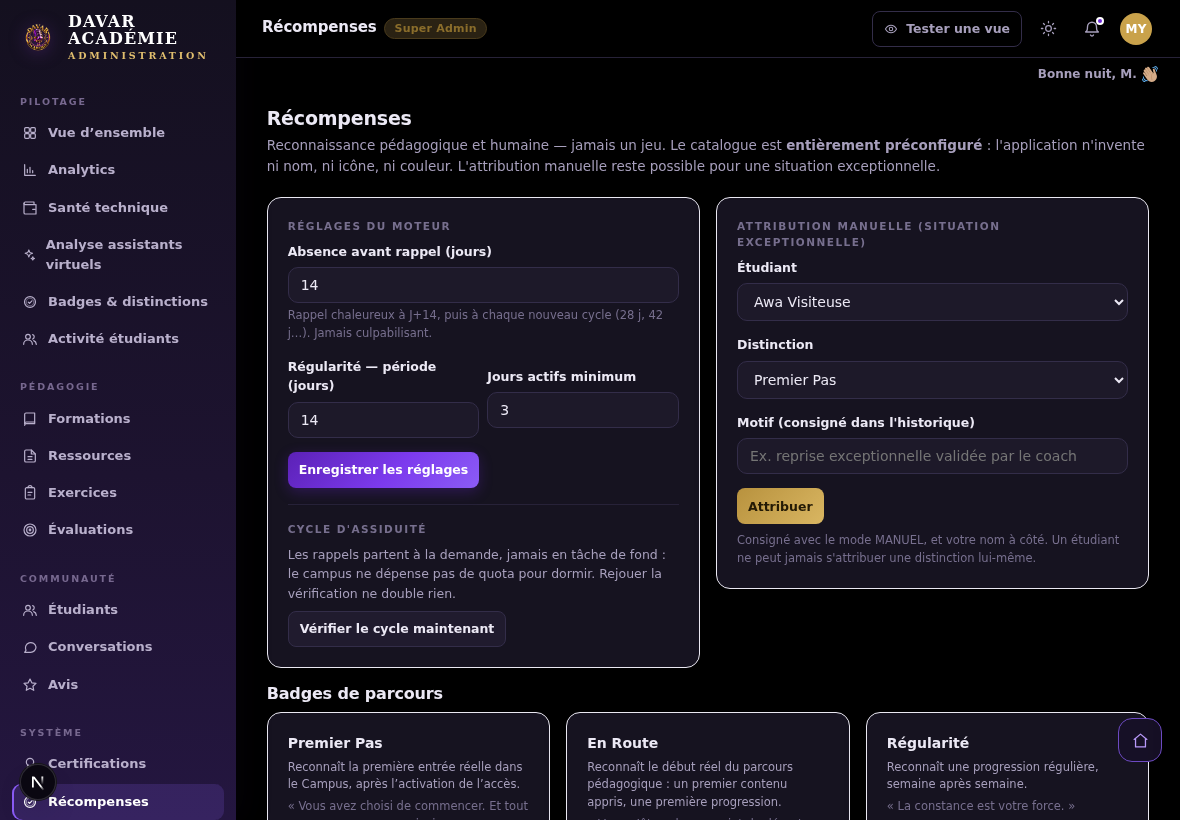 DAVAR
ACADÉMIE
ADMINISTRATION
PILOTAGE
Vue d’ensemble
Analytics
Santé technique
Analyse assistants
virtuels
Badges & distinctions
Activité étudiants
PÉDAGOGIE
Formations
Ressources
Exercices
Évaluations
COMMUNAUTÉ
Étudiants
Conversations
Avis
SYSTÈME
Certifications
Récompenses
N
Récompenses
Super Admin
Tester une vue
MY
Bonne nuit, M. 👋🏽
Récompenses
Reconnaissance pédagogique et humaine — jamais un jeu. Le catalogue est entièrement préconfiguré : l'application n'invente
ni nom, ni icône, ni couleur. L'attribution manuelle reste possible pour une situation exceptionnelle.
RÉGLAGES DU MOTEUR
Absence avant rappel (jours)
14
Rappel chaleureux à J+14, puis à chaque nouveau cycle (28 j, 42
j…). Jamais culpabilisant.
Régularité — période
(jours)
14
Jours actifs minimum
3
Enregistrer les réglages
CYCLE D'ASSIDUITÉ
Les rappels partent à la demande, jamais en tâche de fond :
le campus ne dépense pas de quota pour dormir. Rejouer la
vérification ne double rien.
Vérifier le cycle maintenant
ATTRIBUTION MANUELLE (SITUATION
EXCEPTIONNELLE)
Étudiant
Awa Visiteuse
Distinction
Premier Pas
Motif (consigné dans l'historique)
Ex. reprise exceptionnelle validée par le coach
Attribuer
Consigné avec le mode MANUEL, et votre nom à côté. Un étudiant
ne peut jamais s'attribuer une distinction lui-même.
Badges de parcours
Premier Pas
Reconnaît la première entrée réelle dans
le Campus, après l’activation de l’accès.
« Vous avez choisi de commencer. Et tout
En Route
Reconnaît le début réel du parcours
pédagogique : un premier contenu
appris, une première progression.
Régularité
Reconnaît une progression régulière,
semaine après semaine.
« La constance est votre force. »